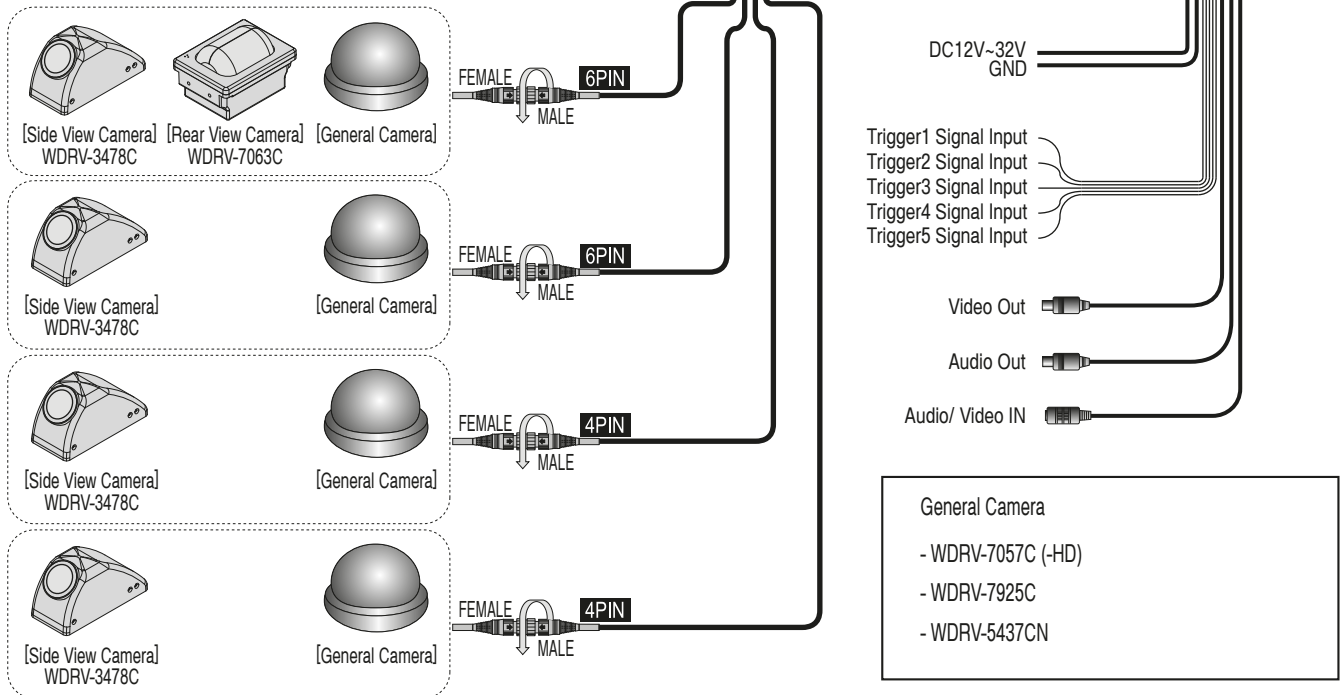 FEMALE
6PIN
MALE
[Side View Camera]
WDRV-3478C
[Rear View Camera]
WDRV-7063C
[General Camera]
FEMALE
6PIN
MALE
[Side View Camera]
WDRV-3478C
[General Camera]
FEMALE
4PIN
MALE
[Side View Camera]
WDRV-3478C
[General Camera]
FEMALE
4PIN
MALE
[Side View Camera]
WDRV-3478C
[General Camera]
DC12V~32V
GND
Trigger1 Signal Input
Trigger2 Signal Input
Trigger3 Signal Input
Trigger4 Signal Input
Trigger5 Signal Input
Video Out
Audio Out
Audio/ Video IN
General Camera
- WDRV-7057C (-HD)
- WDRV-7925C
- WDRV-5437CN